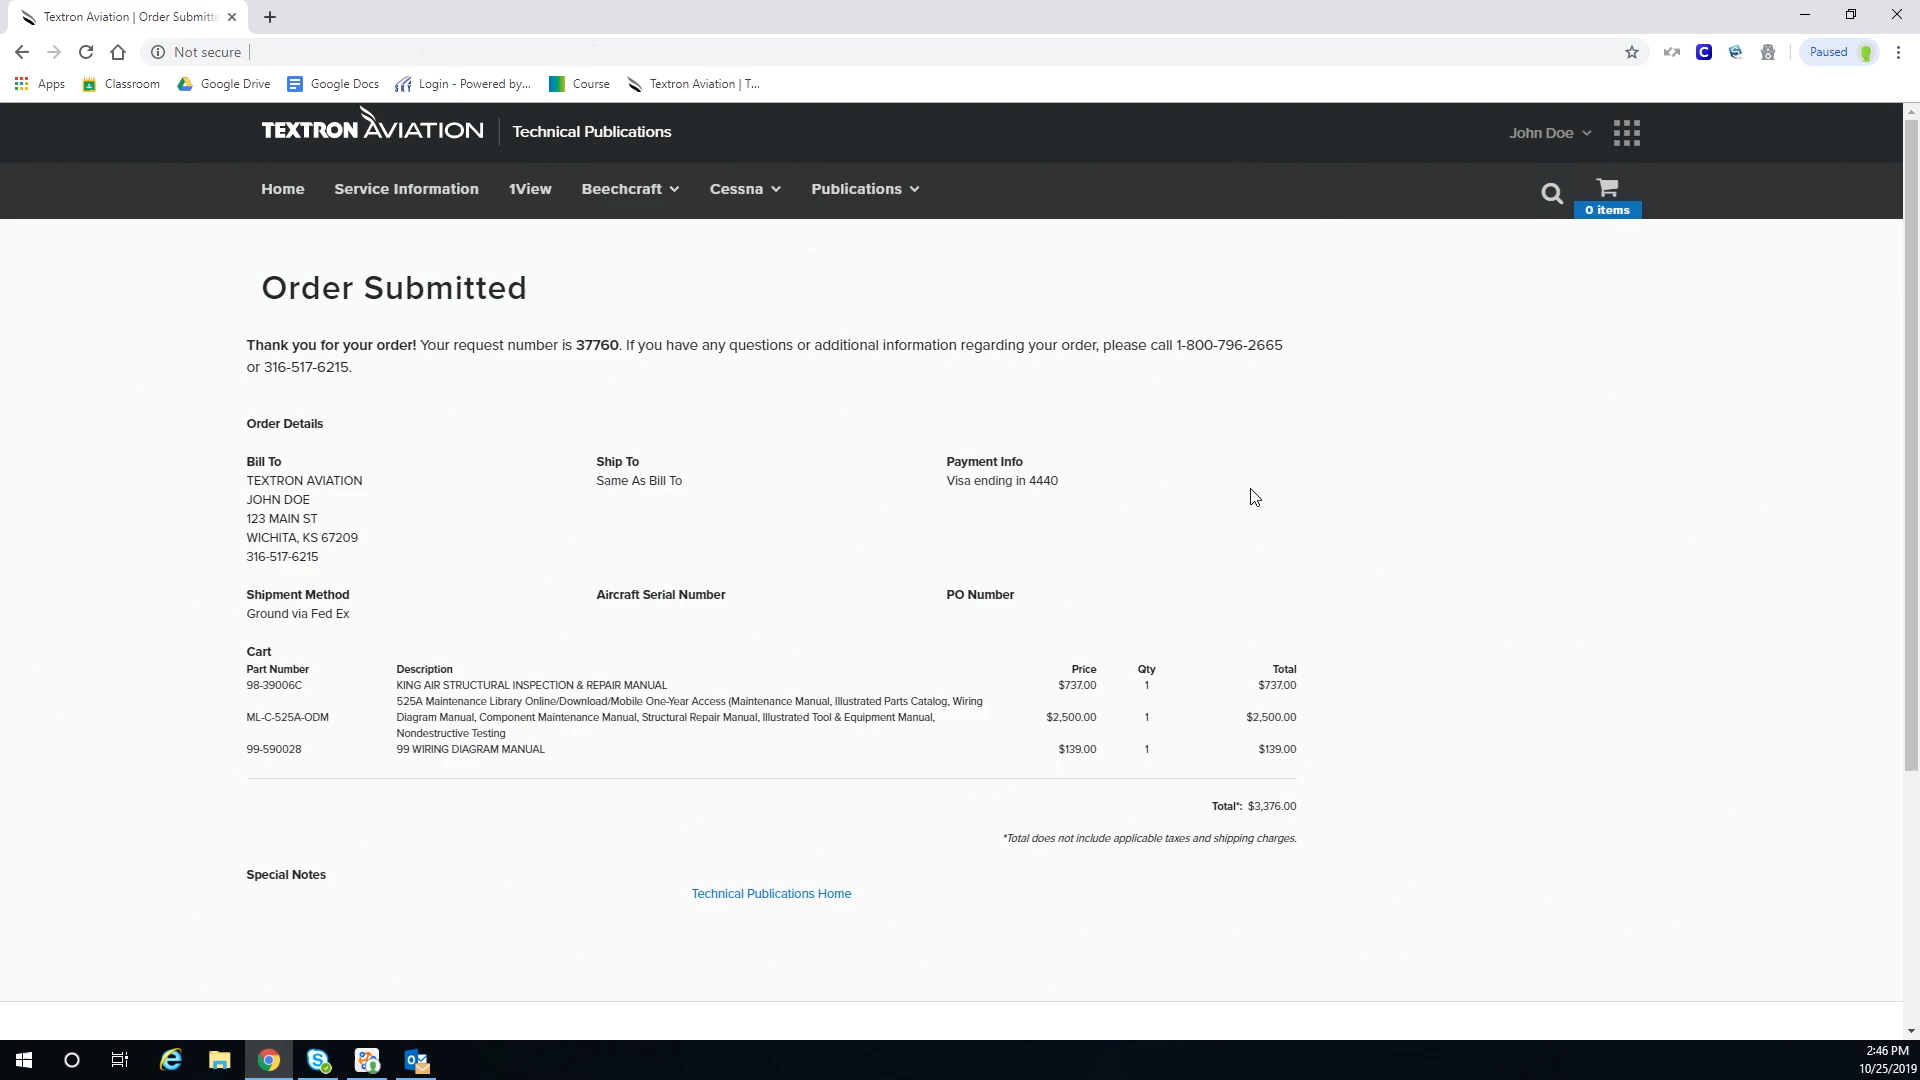 Textron Aviation | Order Submitte
Not secure
Paused
Apps
Classroom
Google Drive
Google Docs
Login - Powered by...
Course
Textron Aviation | T...
TEXTRON AVIATION
Technical Publications
John Doe
Home
Service Information
1View
Beechcraft
Cessna
Publications
0 items
Order Submitted
Thank you for your order! Your request number is 37760. If you have any questions or additional information regarding your order, please call 1-800-796-2665
or 316-517-6215.
Order Details
Bill To
TEXTRON AVIATION
JOHN DOE
123 MAIN ST
WICHITA, KS 67209
316-517-6215
Ship To
Same As Bill To
Payment Info
Visa ending in 4440
Shipment Method
Ground via Fed Ex
Aircraft Serial Number
PO Number
Cart
Part Number Description Price Qty Total
98-39006C KING AIR STRUCTURAL INSPECTION & REPAIR MANUAL $737.00 1 $737.00
525A Maintenance Library Online/Download/Mobile One-Year Access (Maintenance Manual, Illustrated Parts Catalog, Wiring
ML-C-525A-ODM Diagram Manual, Component Maintenance Manual, Structural Repair Manual, Illustrated Tool & Equipment Manual, $2,500.00 1 $2,500.00
Nondestructive Testing
99-590028 99 WIRING DIAGRAM MANUAL $139.00 1 $139.00
Total*: $3,376.00
*Total does not include applicable taxes and shipping charges.
Special Notes
Technical Publications Home
2:46 PM
10/25/2019